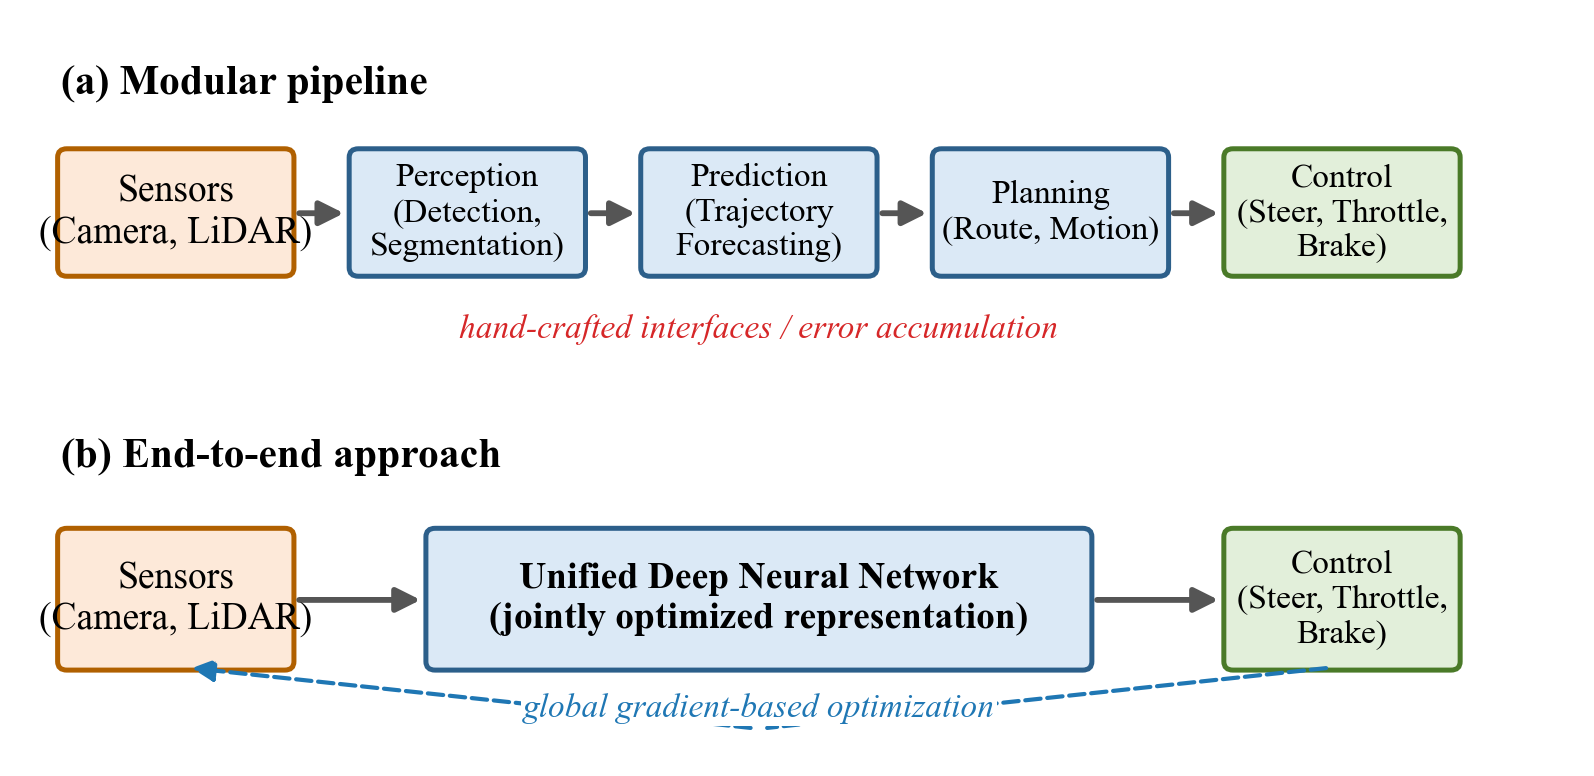 (a) Modular pipeline
Sensors
(Camera, LiDAR)
Perception
(Detection,
Segmentation)
Prediction
(Trajectory
Forecasting)
Planning
(Route, Motion)
Control
(Steer, Throttle,
Brake)
hand-crafted interfaces / error accumulation
(b) End-to-end approach
Sensors
(Camera, LiDAR)
Unified Deep Neural Network
(jointly optimized representation)
Control
(Steer, Throttle,
Brake)
global gradient-based optimization